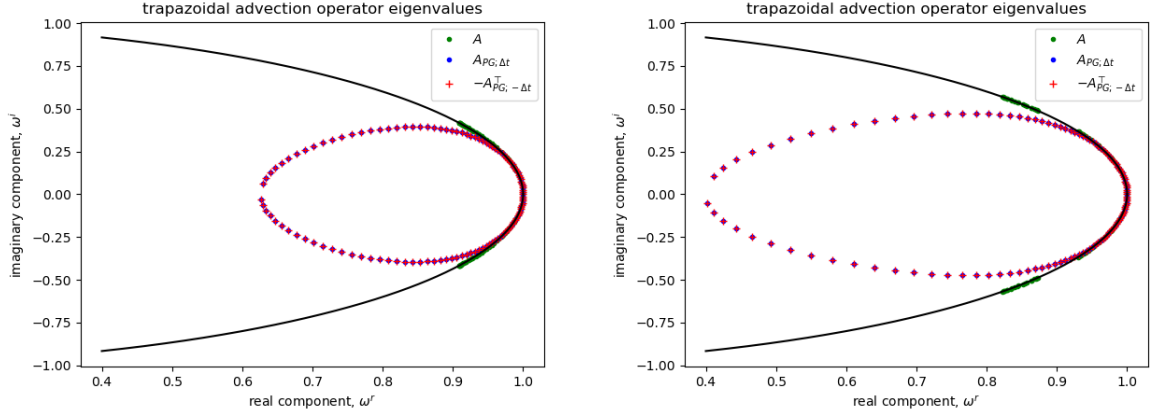 trapazoidal advection operator eigenvalues
1.00
0.75
0.50
0.25
0.00
−0.25
−0.50
−0.75
−1.00
imaginary component, ωⁱ
A
A_{PG;Δt}
−A^⊤_{PG;−Δt}
0.4 0.5 0.6 0.7 0.8 0.9 1.0
real component, ωʳ
trapazoidal advection operator eigenvalues
1.00
0.75
0.50
0.25
0.00
−0.25
−0.50
−0.75
−1.00
imaginary component, ωⁱ
A
A_{PG;Δt}
−A^⊤_{PG;−Δt}
0.4 0.5 0.6 0.7 0.8 0.9 1.0
real component, ωʳ